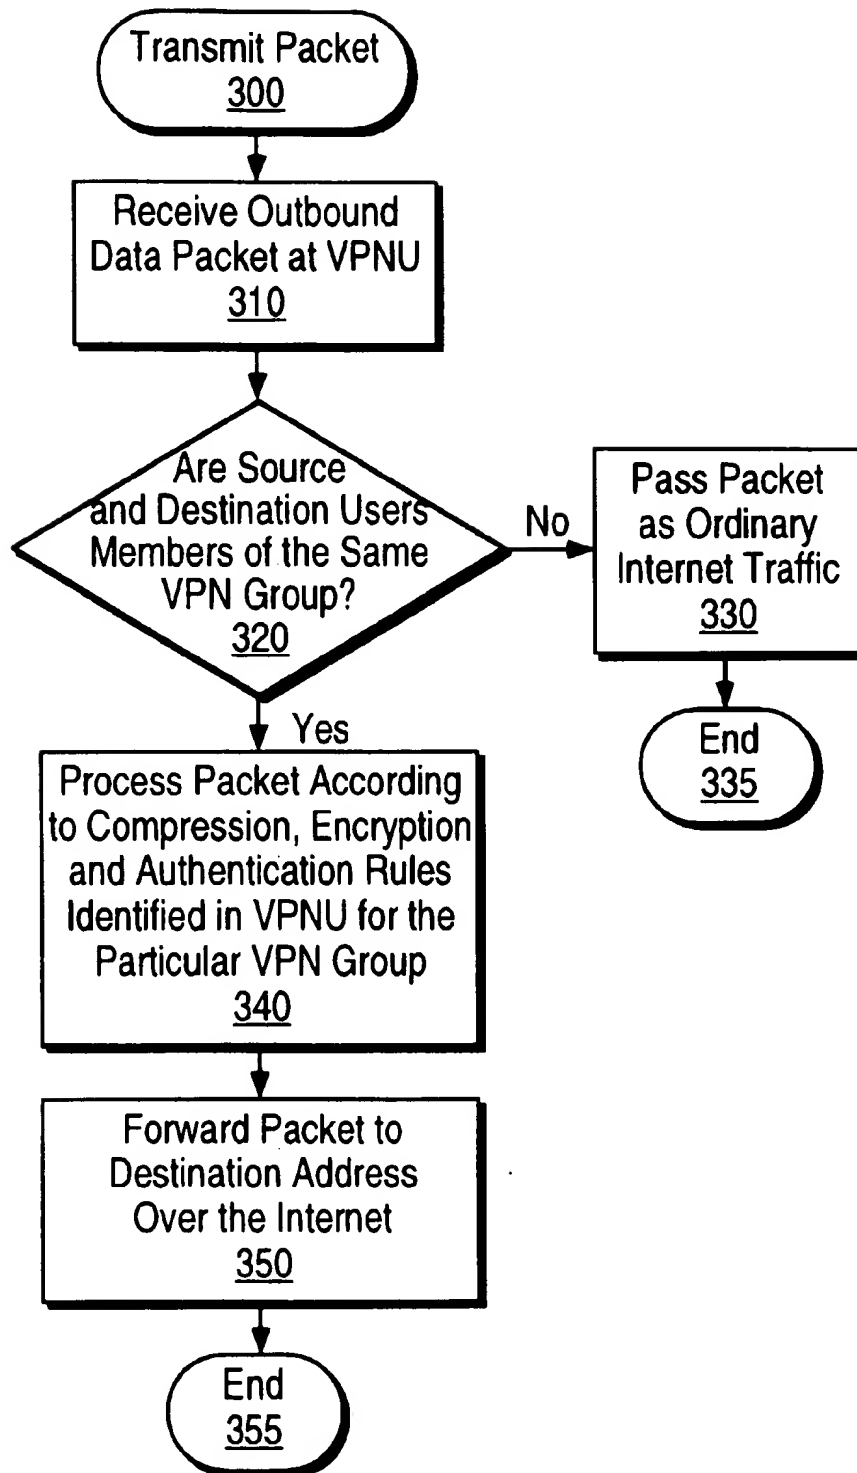 Transmit Packet
300
Receive Outbound
Data Packet at VPNU
310
Are Source
and Destination Users
Members of the Same
VPN Group?
320
No
Pass Packet
as Ordinary
Internet Traffic
330
End
335
Yes
Process Packet According
to Compression, Encryption
and Authentication Rules
Identified in VPNU for the
Particular VPN Group
340
Forward Packet to
Destination Address
Over the Internet
350
End
355